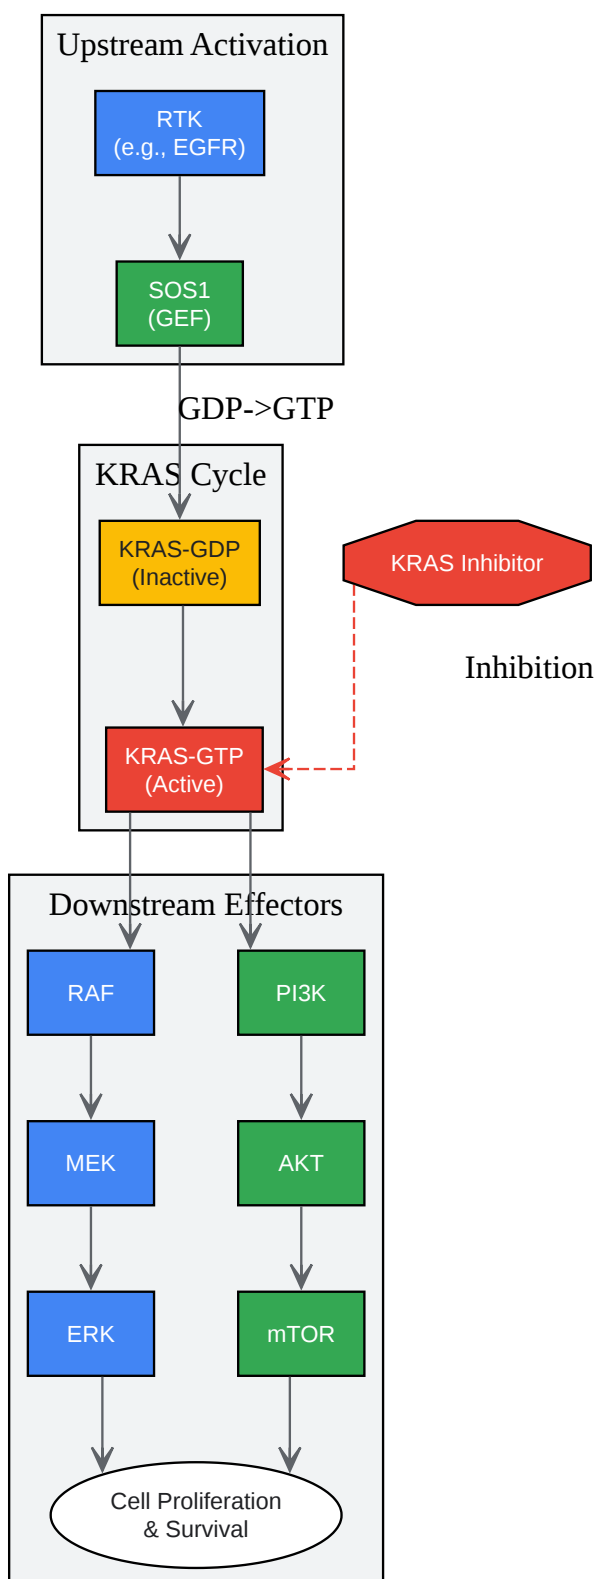 Upstream Activation
RTK
(e.g., EGFR)
SOS1
(GEF)
GDP->GTP
KRAS Cycle
KRAS-GDP
(Inactive)
KRAS Inhibitor
Inhibition
KRAS-GTP
(Active)
Downstream Effectors
RAF
PI3K
MEK
AKT
ERK
mTOR
Cell Proliferation
& Survival